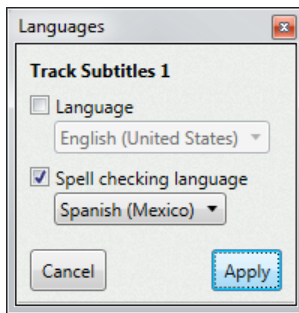 Languages
Track Subtitles 1
Language
English (United States)
Spell checking language
Spanish (Mexico)
Cancel Apply